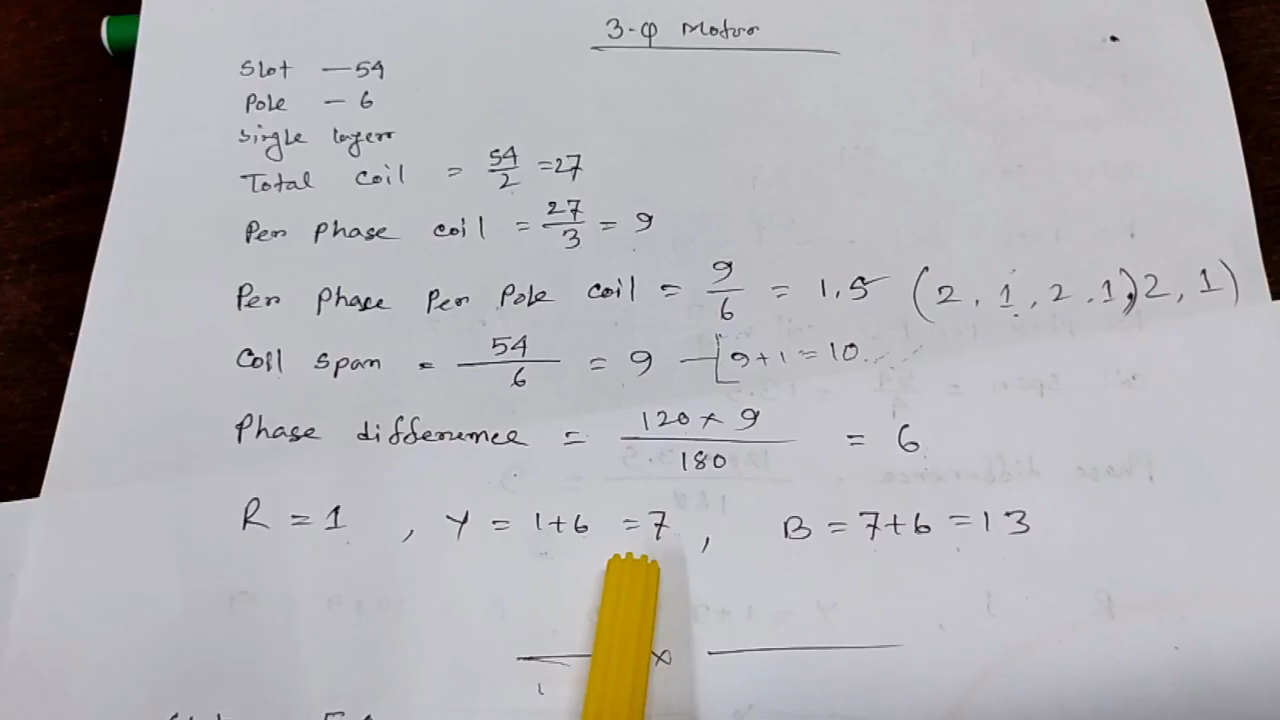 3-φ Motor
Slot — 54
Pole — 6
Single layer
Total coil = 54/2 = 27
Per phase coil = 27/3 = 9
Per phase Per Pole coil = 9/6 = 1.5 (2, 1, 2, 1, 2, 1)
Coil span = 54/6 = 9 — [9+1 = 10
Phase difference = 120 × 9 / 180 = 6
R = 1 , Y = 1+6 = 7 , B = 7+6 = 13